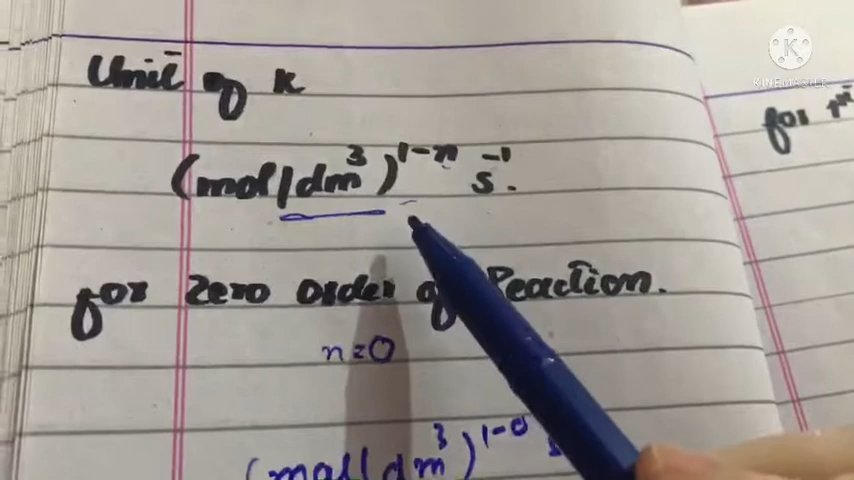 Unit of K
(mol/dm³)¹⁻ⁿ s⁻¹.
for Zero order of Reaction.
n=0
(mol/dm³)¹⁻⁰
for
KINEMASTER